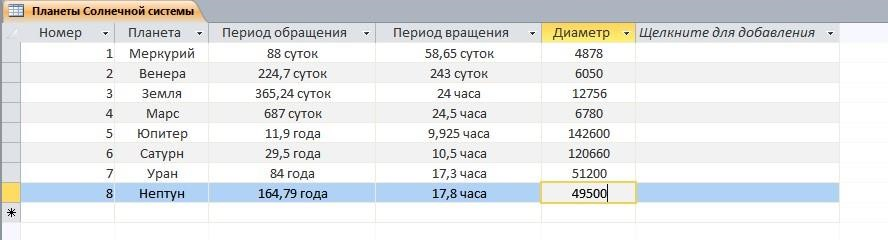 Планеты Солнечной системы
Номер Планета Период обращения Период вращения Диаметр Щелкните для добавления
1 Меркурий 88 суток 58,65 суток 4878
2 Венера 224,7 суток 243 суток 6050
3 Земля 365,24 суток 24 часа 12756
4 Марс 687 суток 24,5 часа 6780
5 Юпитер 11,9 года 9,925 часа 142600
6 Сатурн 29,5 года 10,5 часа 120660
7 Уран 84 года 17,3 часа 51200
8 Нептун 164,79 года 17,8 часа 49500